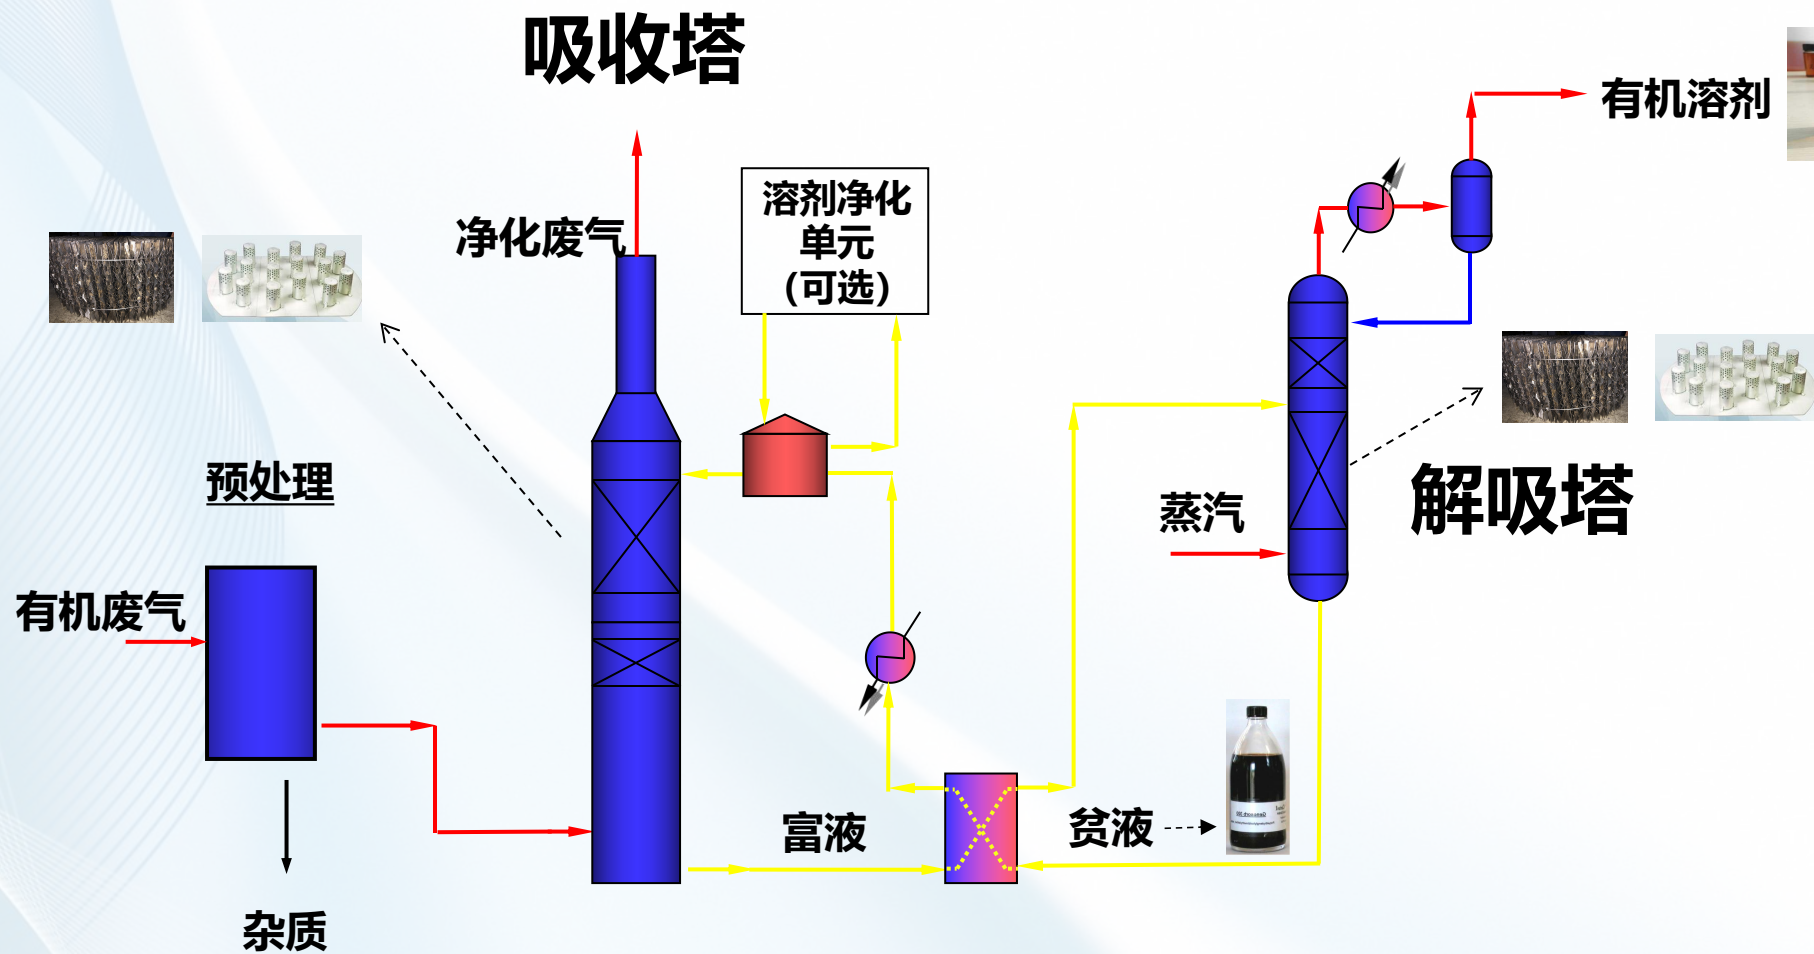 吸收塔
有机溶剂
溶剂净化
单元
(可选)
净化废气
预处理
解吸塔
蒸汽
有机废气
富液
贫液
杂质